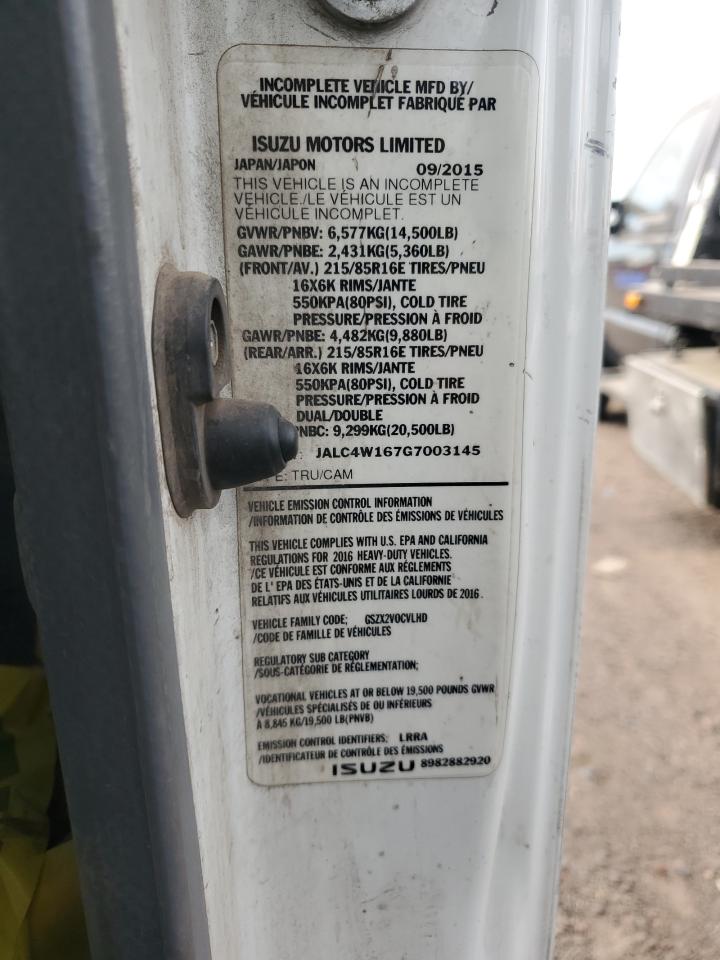 INCOMPLETE VEHICLE MFD BY/
VÉHICULE INCOMPLET FABRIQUÉ PAR
ISUZU MOTORS LIMITED
JAPAN/JAPON 09/2015
THIS VEHICLE IS AN INCOMPLETE
VEHICLE./LE VÉHICULE EST UN
VÉHICULE INCOMPLET.
GVWR/PNBV: 6,577KG(14,500LB)
GAWR/PNBE: 2,431KG(5,360LB)
(FRONT/AV.) 215/85R16E TIRES/PNEU
16X6K RIMS/JANTE
550KPA(80PSI), COLD TIRE
PRESSURE/PRESSION À FROID
GAWR/PNBE: 4,482KG(9,880LB)
(REAR/ARR.) 215/85R16E TIRES/PNEU
16X6K RIMS/JANTE
550KPA(80PSI), COLD TIRE
PRESSURE/PRESSION À FROID
DUAL/DOUBLE
PNBC: 9,299KG(20,500LB)
: JALC4W167G7003145
E: TRU/CAM
VEHICLE EMISSION CONTROL INFORMATION
/INFORMATION DE CONTRÔLE DES ÉMISSIONS DE VÉHICULES
THIS VEHICLE COMPLIES WITH U.S. EPA AND CALIFORNIA
REGULATIONS FOR 2016 HEAVY-DUTY VEHICLES.
/CE VÉHICULE EST CONFORME AUX RÉGLEMENTS
DE L' EPA DES ÉTATS-UNIS ET DE LA CALIFORNIE
RELATIFS AUX VÉHICULES UTILITAIRES LOURDS DE 2016.
VEHICLE FAMILY CODE; GSZX2VOCVLHD
/CODE DE FAMILLE DE VÉHICULES
REGULATORY SUB CATEGORY
/SOUS-CATÉGORIE DE RÉGLEMENTATION;
VOCATIONAL VEHICLES AT OR BELOW 19,500 POUNDS GVWR
/VÉHICULES SPÉCIALISÉS DE OU INFÉRIEURS
À 8,845 KG/19,500 LB(PNVB)
EMISSION CONTROL IDENTIFIERS; LRRA
/IDENTIFICATEUR DE CONTRÔLE DES ÉMISSIONS
ISUZU 8982882920